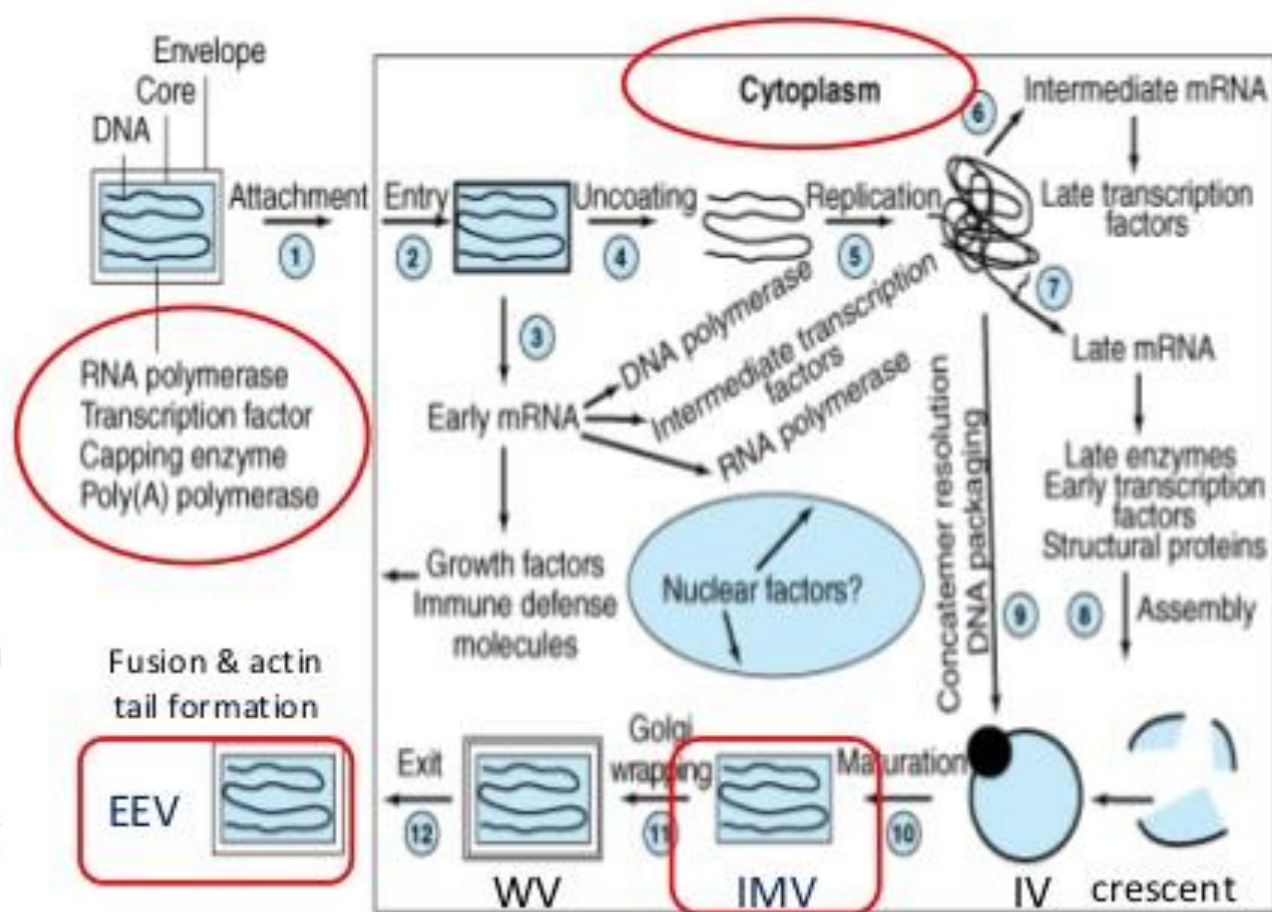 Envelope
Core
DNA
Attachment
1
RNA polymerase
Transcription factor
Capping enzyme
Poly(A) polymerase
Cytoplasm
Entry
2
Uncoating
4
Replication
5
6
Intermediate mRNA
Late transcription
factors
7
Late mRNA
Late enzymes
Early transcription
factors
Structural proteins
8
Assembly
3
Early mRNA
DNA polymerase
Intermediate transcription
factors
RNA polymerase
Growth factors
Immune defense
molecules
Nuclear factors?
Concatemer resolution
DNA packaging
9
crescent
IV
Maturation
10
IMV
Golgi
wrapping
11
WV
Exit
12
Fusion & actin
tail formation
EEV